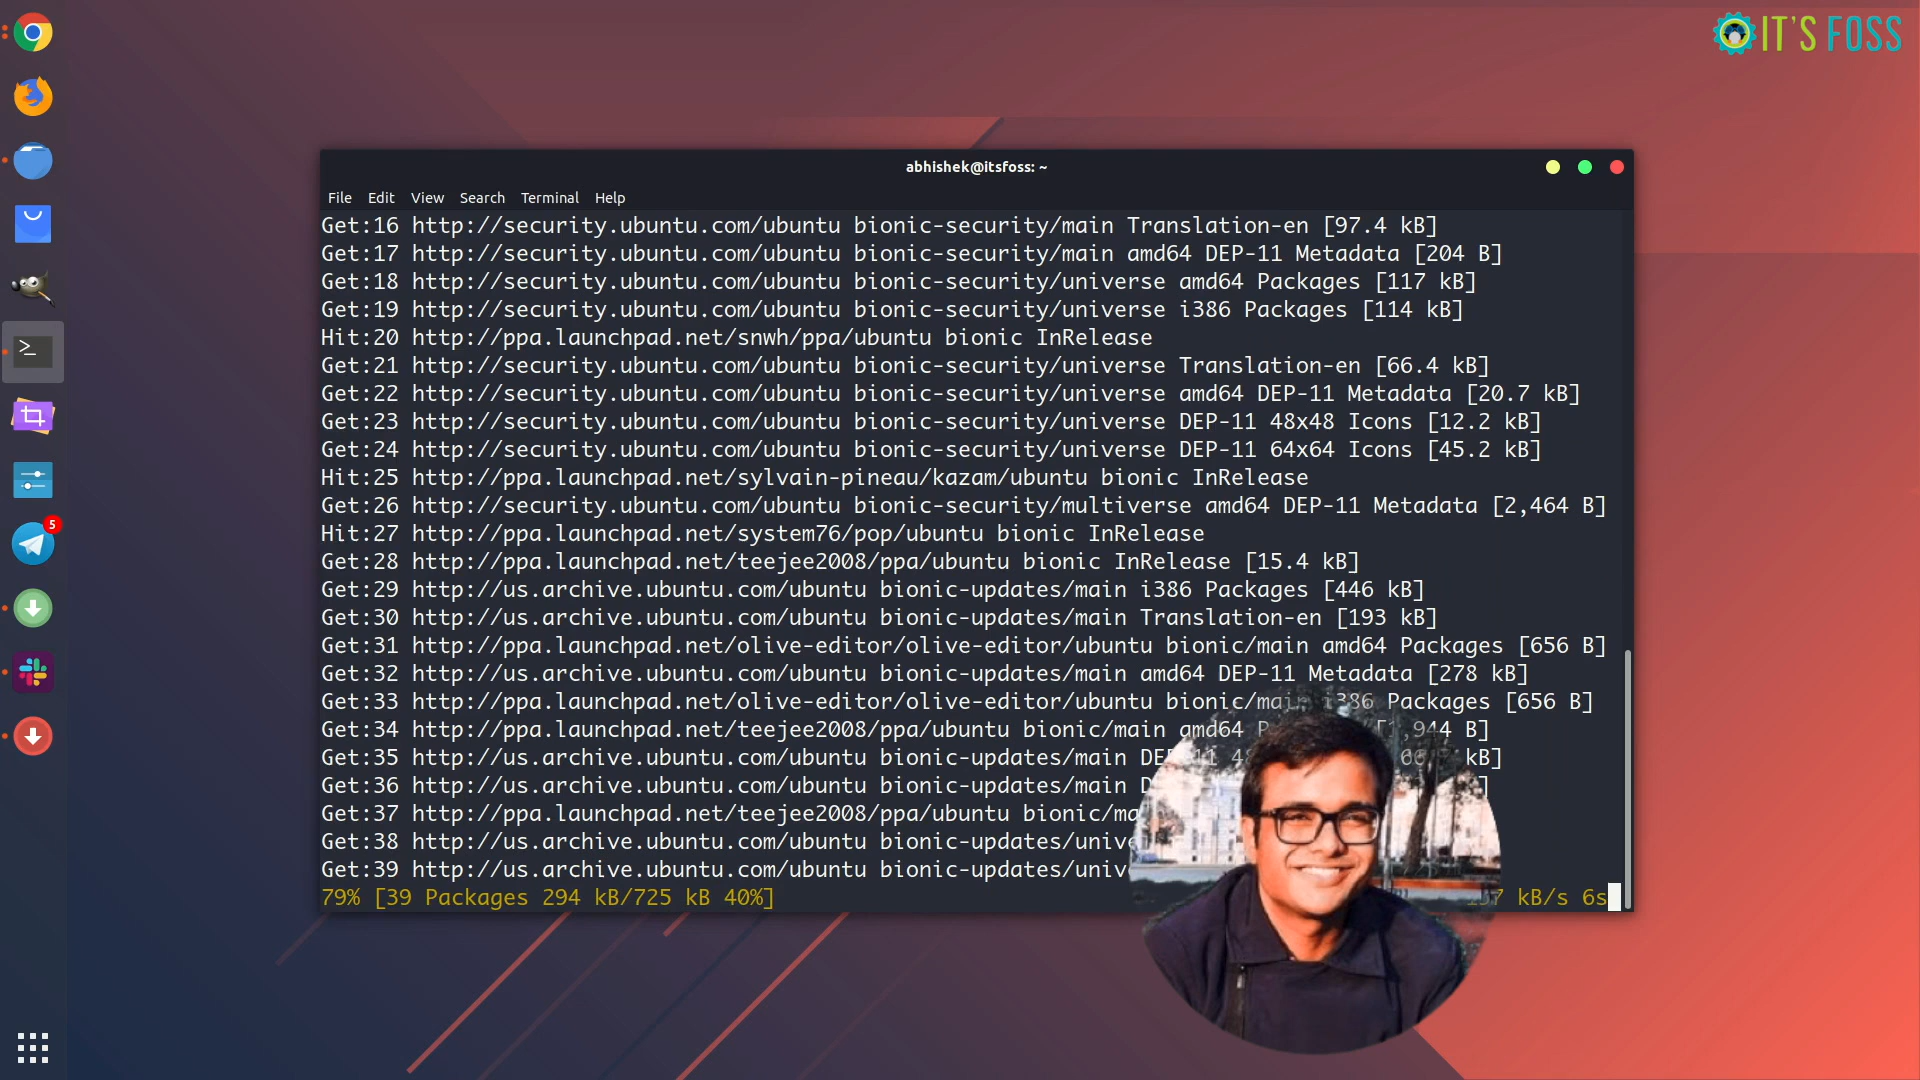 IT'S FOSS
abhishek@itsfoss: ~
File Edit View Search Terminal Help
Get:16 http://security.ubuntu.com/ubuntu bionic-security/main Translation-en [97.4 kB]
Get:17 http://security.ubuntu.com/ubuntu bionic-security/main amd64 DEP-11 Metadata [204 B]
Get:18 http://security.ubuntu.com/ubuntu bionic-security/universe amd64 Packages [117 kB]
Get:19 http://security.ubuntu.com/ubuntu bionic-security/universe i386 Packages [114 kB]
Hit:20 http://ppa.launchpad.net/snwh/ppa/ubuntu bionic InRelease
Get:21 http://security.ubuntu.com/ubuntu bionic-security/universe Translation-en [66.4 kB]
Get:22 http://security.ubuntu.com/ubuntu bionic-security/universe amd64 DEP-11 Metadata [20.7 kB]
Get:23 http://security.ubuntu.com/ubuntu bionic-security/universe DEP-11 48x48 Icons [12.2 kB]
Get:24 http://security.ubuntu.com/ubuntu bionic-security/universe DEP-11 64x64 Icons [45.2 kB]
Hit:25 http://ppa.launchpad.net/sylvain-pineau/kazam/ubuntu bionic InRelease
Get:26 http://security.ubuntu.com/ubuntu bionic-security/multiverse amd64 DEP-11 Metadata [2,464 B]
Hit:27 http://ppa.launchpad.net/system76/pop/ubuntu bionic InRelease
Get:28 http://ppa.launchpad.net/teejee2008/ppa/ubuntu bionic InRelease [15.4 kB]
Get:29 http://us.archive.ubuntu.com/ubuntu bionic-updates/main i386 Packages [446 kB]
Get:30 http://us.archive.ubuntu.com/ubuntu bionic-updates/main Translation-en [193 kB]
Get:31 http://ppa.launchpad.net/olive-editor/olive-editor/ubuntu bionic/main amd64 Packages [656 B]
Get:32 http://us.archive.ubuntu.com/ubuntu bionic-updates/main amd64 DEP-11 Metadata [278 kB]
Get:33 http://ppa.launchpad.net/olive-editor/olive-editor/ubuntu bionic/main i386 Packages [656 B]
Get:34 http://ppa.launchpad.net/teejee2008/ppa/ubuntu bionic/main amd64 [1,944 B]
Get:35 http://us.archive.ubuntu.com/ubuntu bionic-updates/main kB]
Get:36 http://us.archive.ubuntu.com/ubuntu bionic-updates/main
Get:37 http://ppa.launchpad.net/teejee2008/ppa/ubuntu
Get:38 http://us.archive.ubuntu.com/ubuntu
Get:39 http://us.archive.ubuntu.com/ubuntu
79% [39 Packages 294 kB/725 kB 40%] kB/s 6s
5